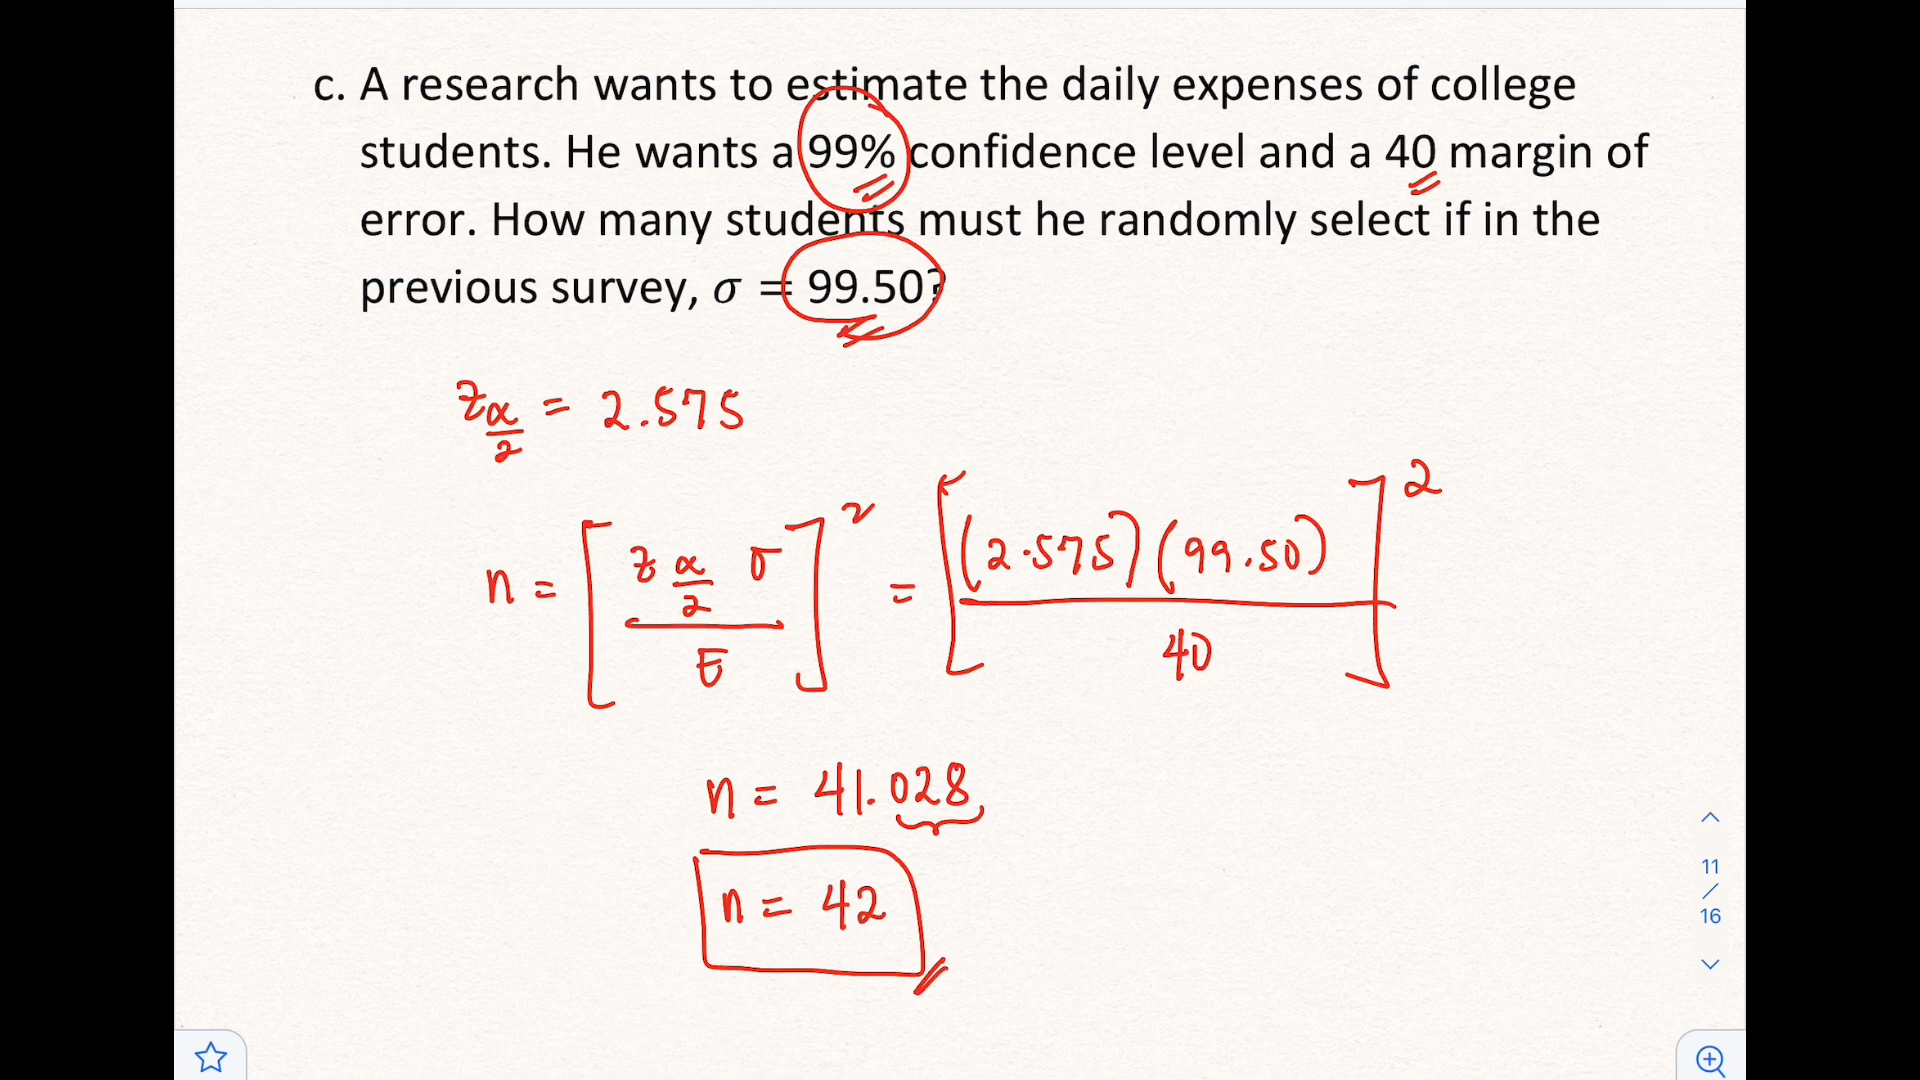 c. A research wants to estimate the daily expenses of college
students. He wants a 99% confidence level and a 40 margin of
error. How many students must he randomly select if in the
previous survey, σ = 99.50?
z α/2 = 2.575
n = [ z α/2 σ / E ]² = [ (2.575)(99.50) / 40 ]²
n = 41.028
n = 42
11
/
16